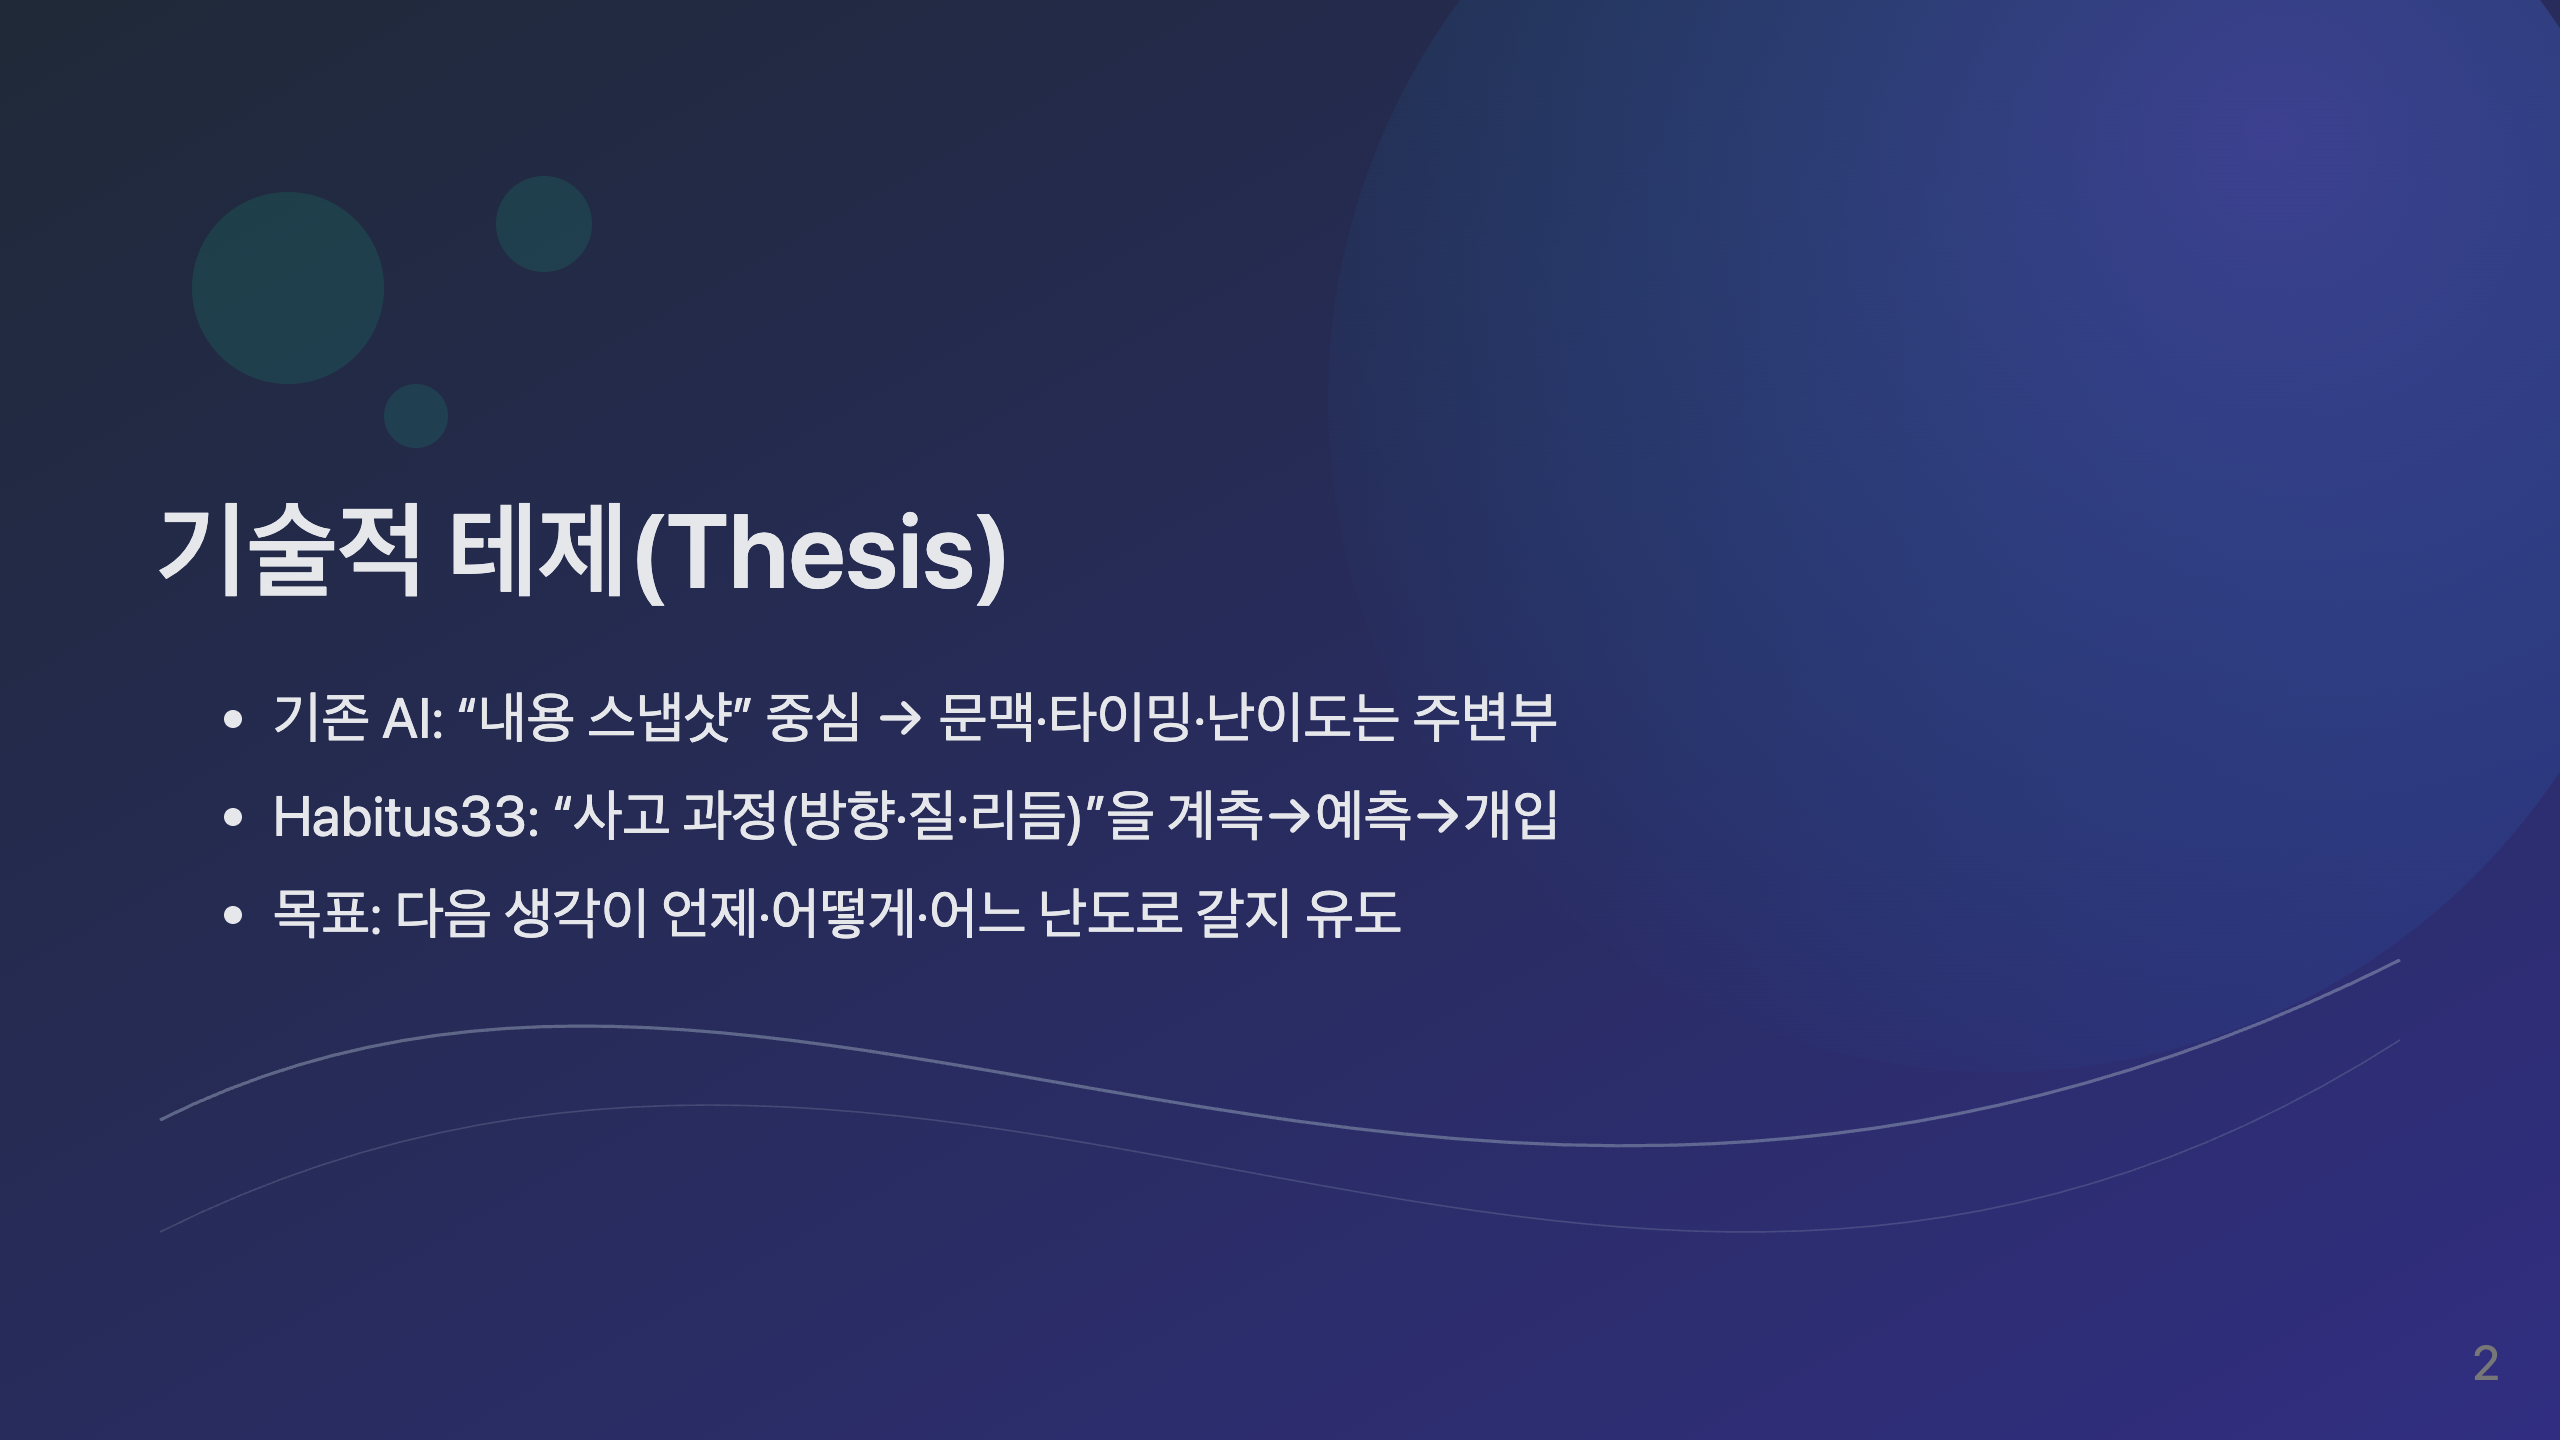 기술적 테제(Thesis)
• 기존 AI: “내용 스냅샷” 중심 → 문맥·타이밍·난이도는 주변부
• Habitus33: “사고 과정(방향·질·리듬)”을 계측→예측→개입
• 목표: 다음 생각이 언제·어떻게·어느 난도로 갈지 유도
2